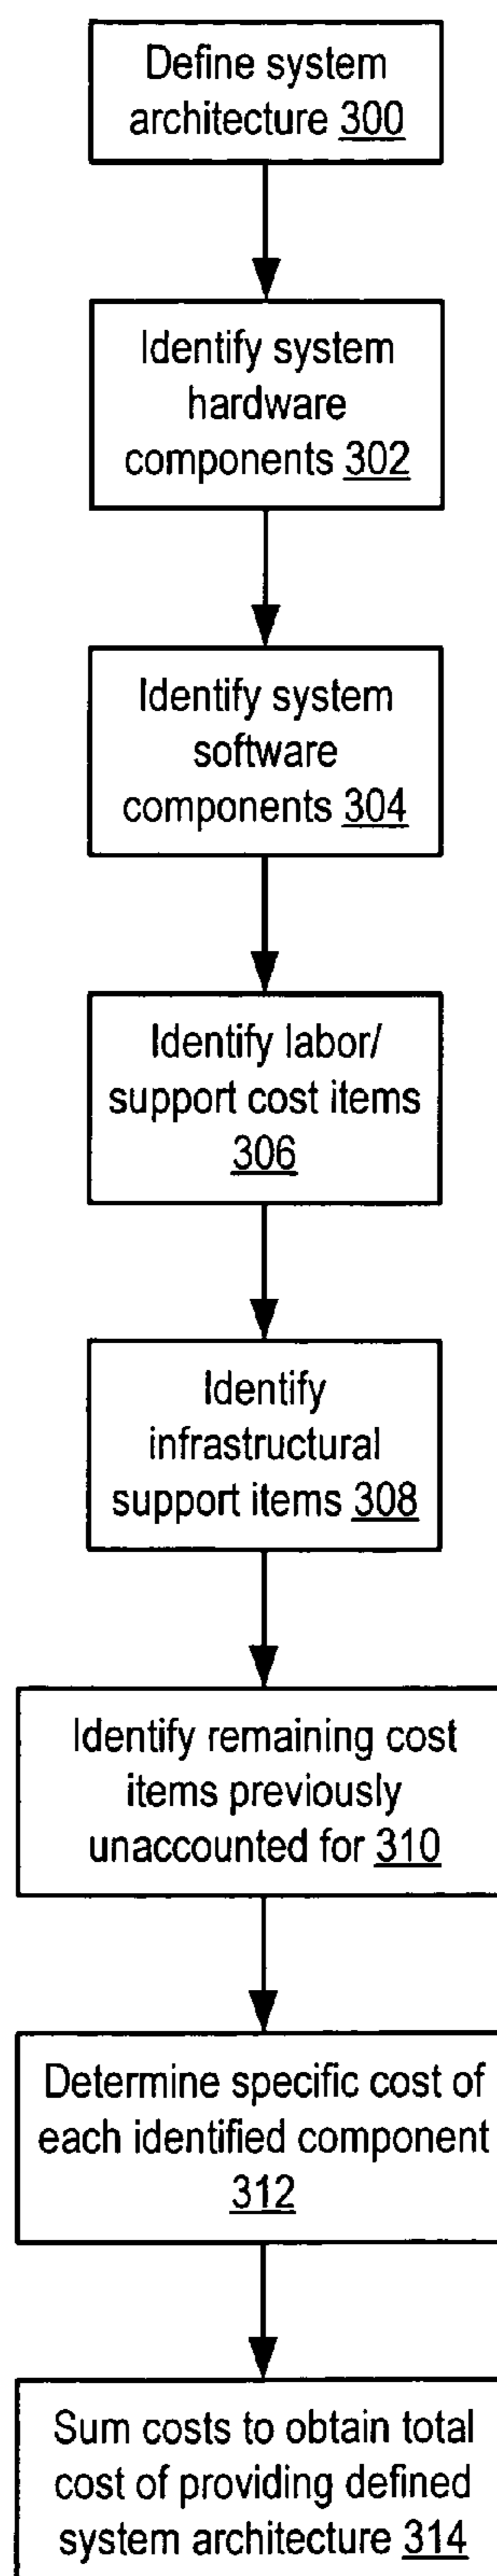 Define system
architecture 300
Identify system
hardware
components 302
Identify system
software
components 304
Identify labor/
support cost items
306
Identify
infrastructural
support items 308
Identify remaining cost
items previously
unaccounted for 310
Determine specific cost of
each identified component
312
Sum costs to obtain total
cost of providing defined
system architecture 314